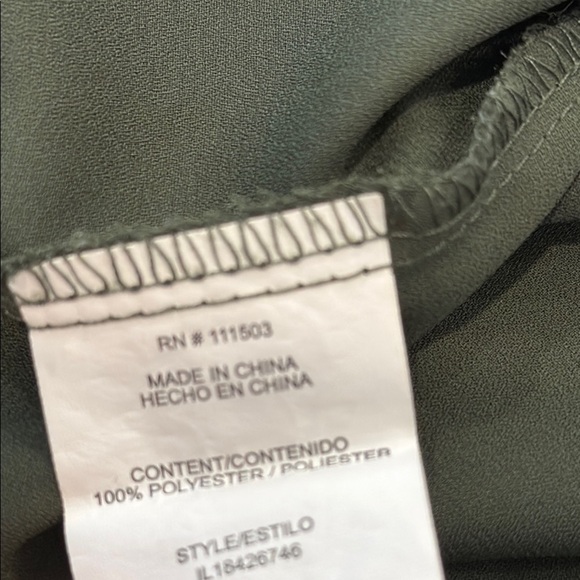 RN # 111503
MADE IN CHINA
HECHO EN CHINA
CONTENT/CONTENIDO
100% POLYESTER / POLIESTER
STYLE/ESTILO
IL16426746